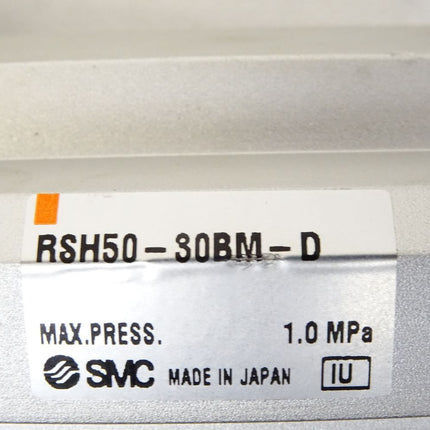 RSH50-30BM-D
MAX.PRESS. 1.0 MPa
SMC MADE IN JAPAN IU